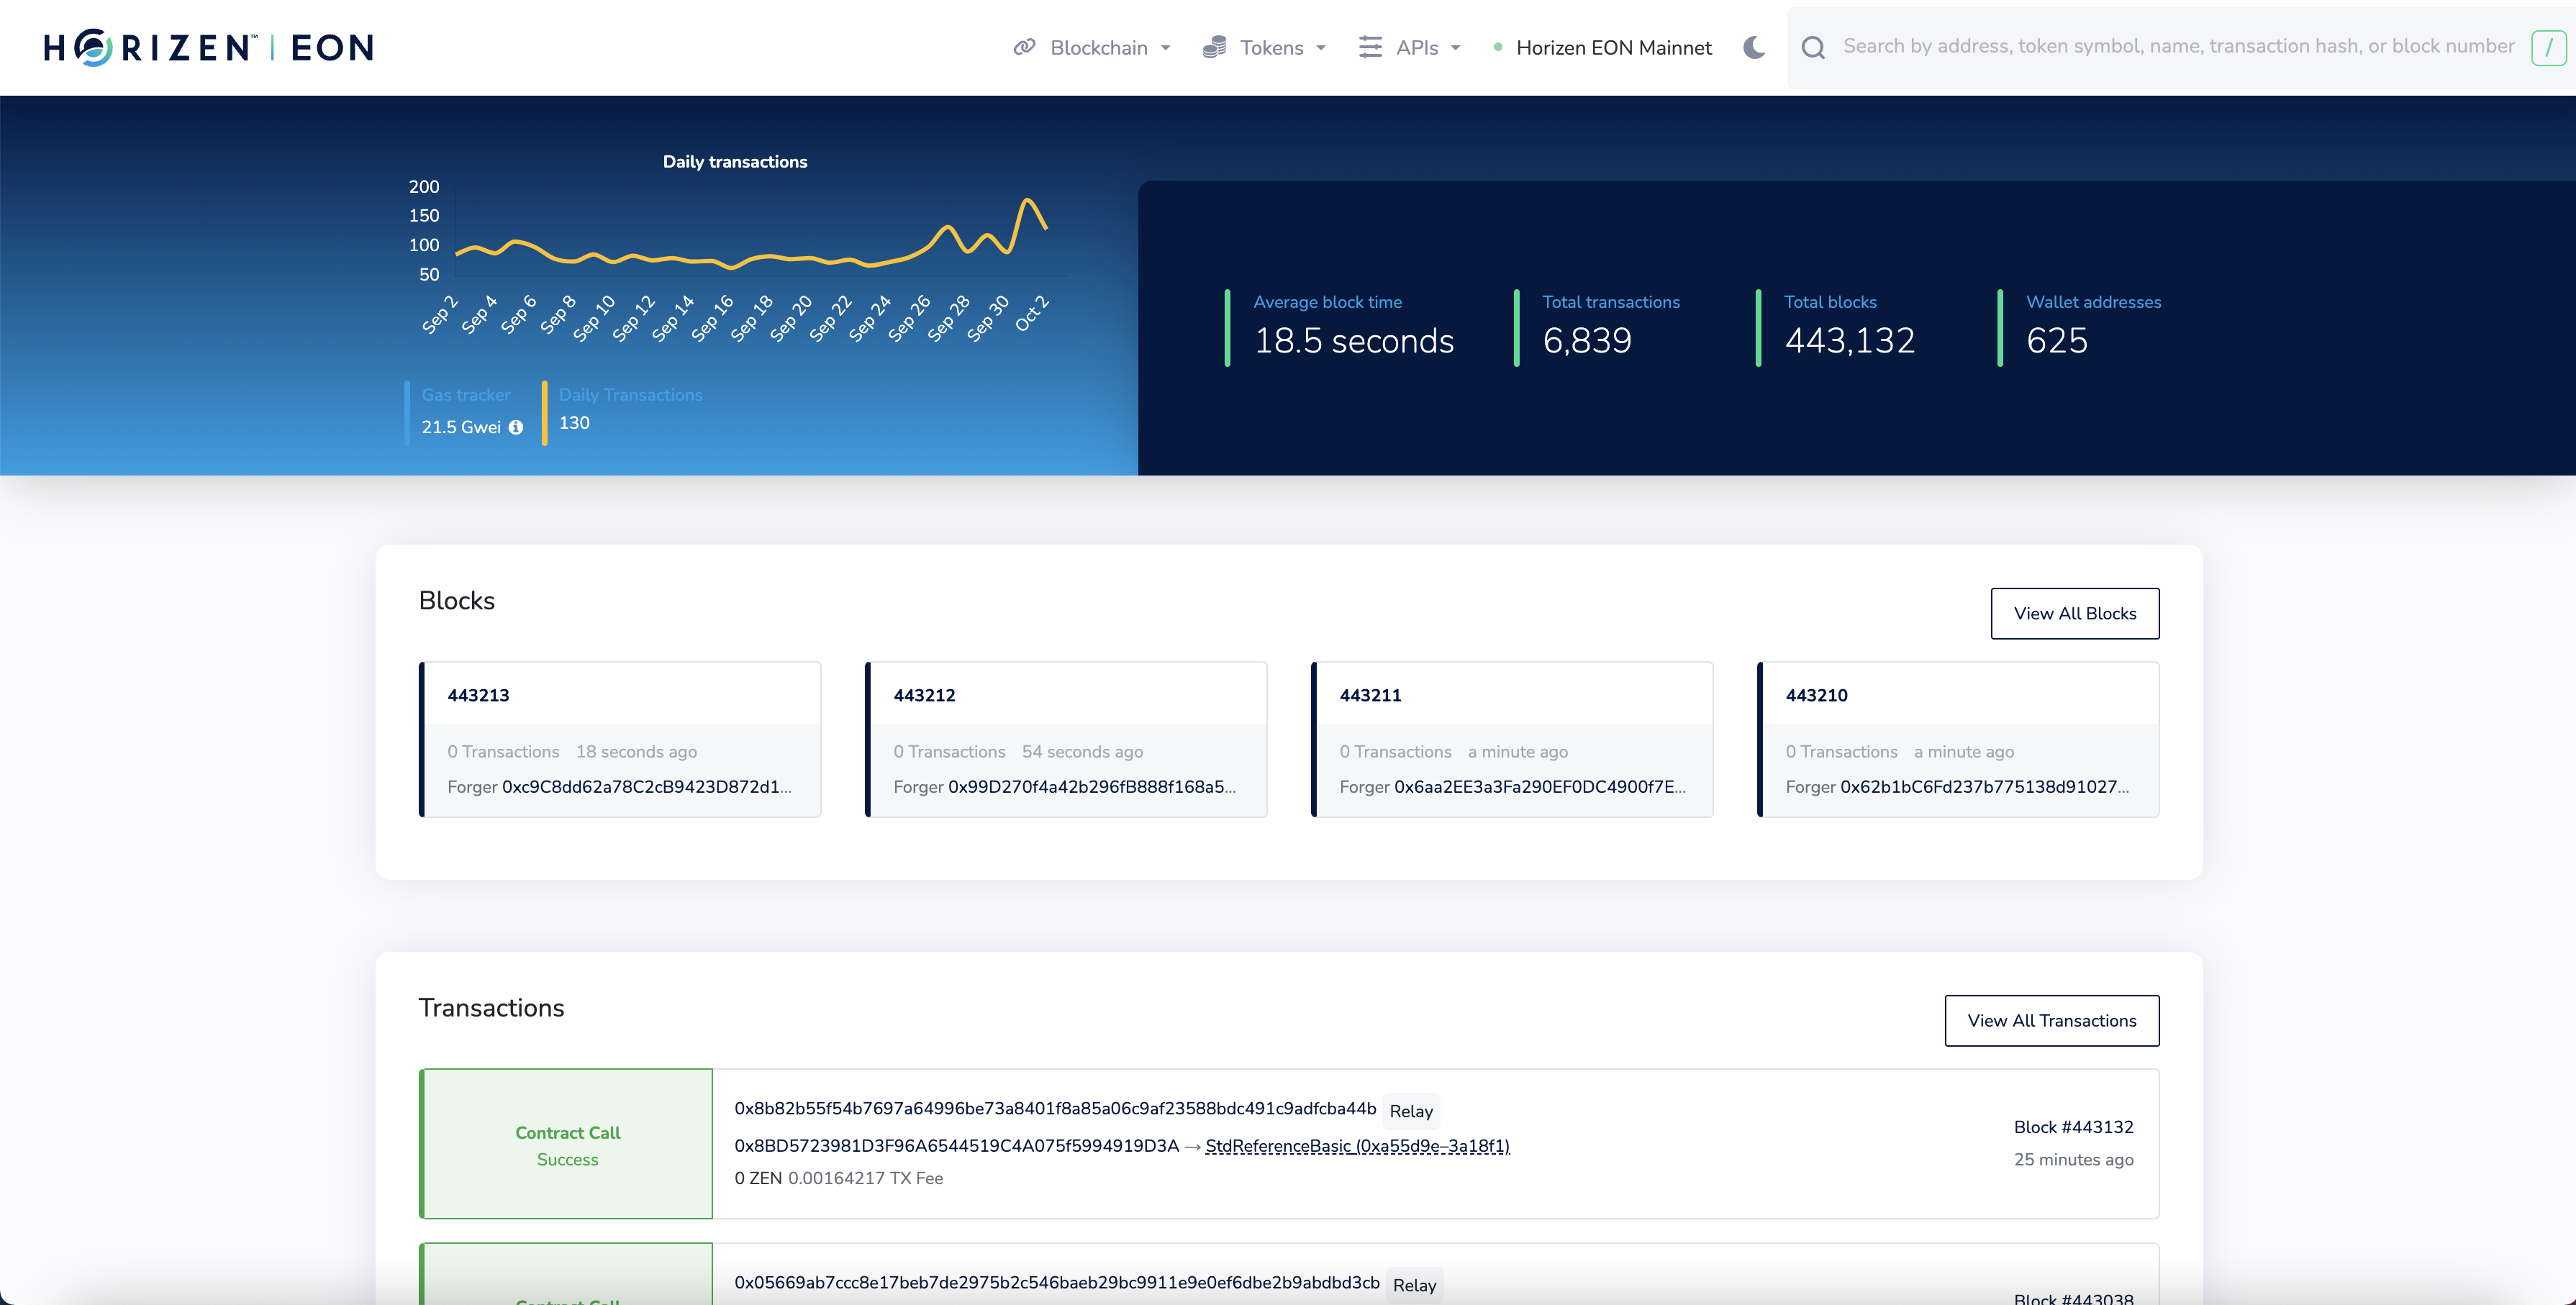 HORIZEN™ | EON
Blockchain
Tokens
APIs
Horizen EON Mainnet
Search by address, token symbol, name, transaction hash, or block number
/
Daily transactions
200
150
100
50
Sep 2
Sep 4
Sep 6
Sep 8
Sep 10
Sep 12
Sep 14
Sep 16
Sep 18
Sep 20
Sep 22
Sep 24
Sep 26
Sep 28
Sep 30
Oct 2
Gas tracker
21.5 Gwei
Daily Transactions
130
Average block time
18.5 seconds
Total transactions
6,839
Total blocks
443,132
Wallet addresses
625
Blocks
View All Blocks
443213
0 Transactions 18 seconds ago
Forger 0xc9C8dd62a78C2cB9423D872d1...
443212
0 Transactions 54 seconds ago
Forger 0x99D270f4a42b296fB888f168a5...
443211
0 Transactions a minute ago
Forger 0x6aa2EE3a3Fa290EF0DC4900f7E...
443210
0 Transactions a minute ago
Forger 0x62b1bC6Fd237b775138d91027...
Transactions
View All Transactions
Contract Call
Success
0x8b82b55f54b7697a64996be73a8401f8a85a06c9af23588bdc491c9adfcba44b Relay
0x8BD5723981D3F96A6544519C4A075f5994919D3A → StdReferenceBasic (0xa55d9e–3a18f1)
0 ZEN 0.00164217 TX Fee
Block #443132
25 minutes ago
Contract Call
0x05669ab7ccc8e17beb7de2975b2c546baeb29bc9911e9e0ef6dbe2b9abdbd3cb Relay
Block #443038